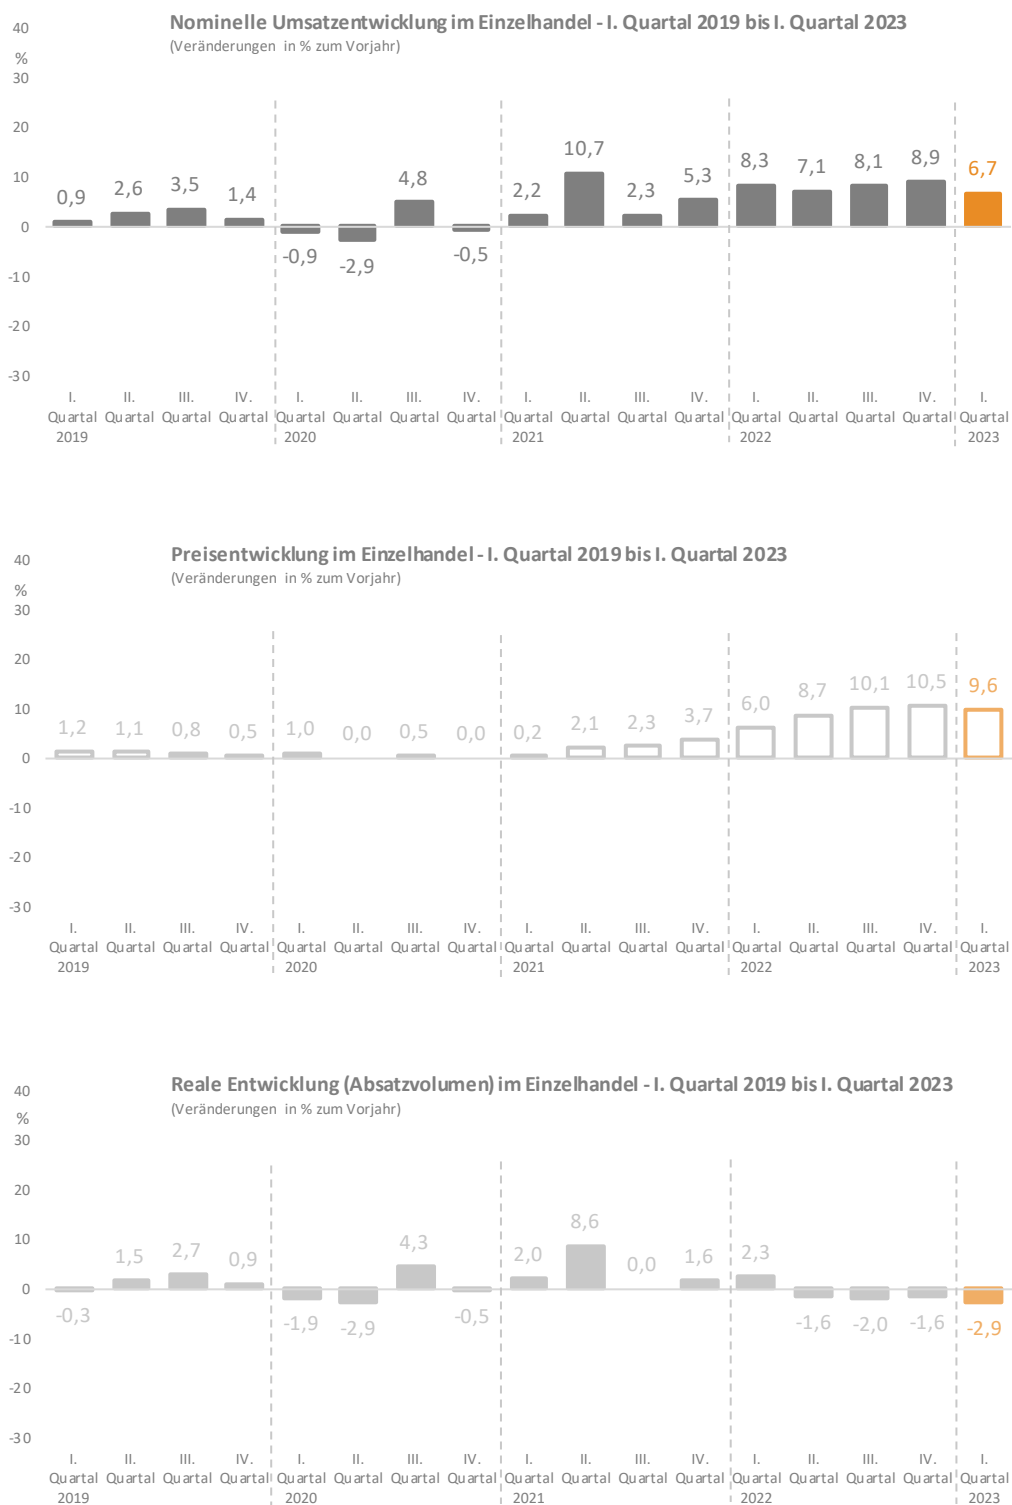 Nominelle Umsatzentwicklung im Einzelhandel - I. Quartal 2019 bis I. Quartal 2023
(Veränderungen in % zum Vorjahr)
40
%
30
20
10
0
-10
-20
-30
0,9 2,6 3,5 1,4 -0,9 -2,9 4,8 -0,5 2,2 10,7 2,3 5,3 8,3 7,1 8,1 8,9 6,7
I. II. III. IV. I. II. III. IV. I. II. III. IV. I. II. III. IV. I.
Quartal Quartal Quartal Quartal Quartal Quartal Quartal Quartal Quartal Quartal Quartal Quartal Quartal Quartal Quartal Quartal Quartal
2019 2020 2021 2022 2023
Preisentwicklung im Einzelhandel - I. Quartal 2019 bis I. Quartal 2023
(Veränderungen in % zum Vorjahr)
40
%
30
20
10
0
-10
-20
-30
1,2 1,1 0,8 0,5 1,0 0,0 0,5 0,0 0,2 2,1 2,3 3,7 6,0 8,7 10,1 10,5 9,6
I. II. III. IV. I. II. III. IV. I. II. III. IV. I. II. III. IV. I.
Quartal Quartal Quartal Quartal Quartal Quartal Quartal Quartal Quartal Quartal Quartal Quartal Quartal Quartal Quartal Quartal Quartal
2019 2020 2021 2022 2023
Reale Entwicklung (Absatzvolumen) im Einzelhandel - I. Quartal 2019 bis I. Quartal 2023
(Veränderungen in % zum Vorjahr)
40
%
30
20
10
0
-10
-20
-30
-0,3 1,5 2,7 0,9 -1,9 -2,9 4,3 -0,5 2,0 8,6 0,0 1,6 2,3 -1,6 -2,0 -1,6 -2,9
I. II. III. IV. I. II. III. IV. I. II. III. IV. I. II. III. IV. I.
Quartal Quartal Quartal Quartal Quartal Quartal Quartal Quartal Quartal Quartal Quartal Quartal Quartal Quartal Quartal Quartal Quartal
2019 2020 2021 2022 2023